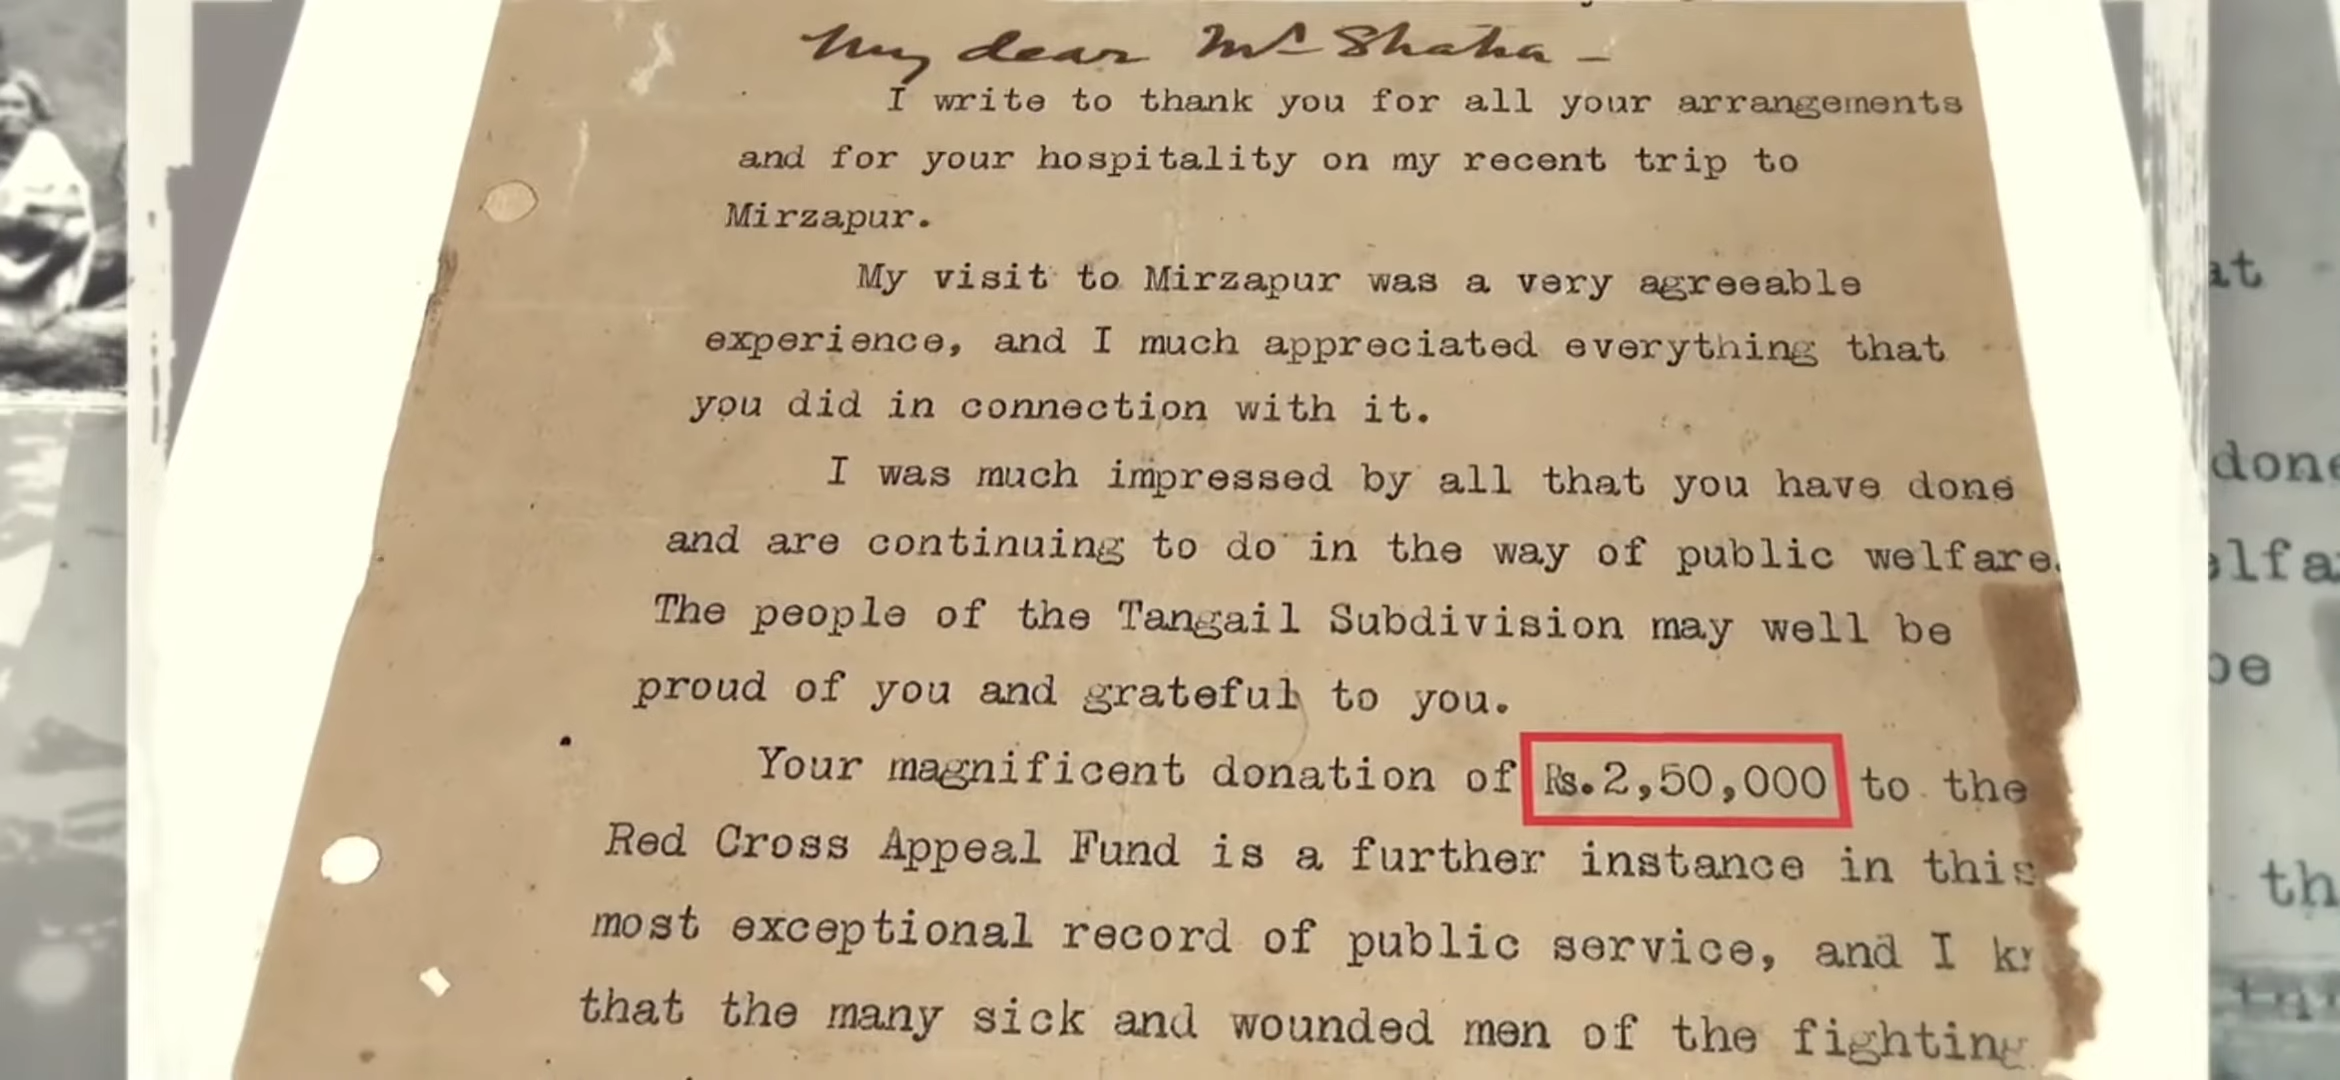 My dear Mr Shaha -
I write to thank you for all your arrangements
and for your hospitality on my recent trip to
Mirzapur.
My visit to Mirzapur was a very agreeable
experience, and I much appreciated everything that
you did in connection with it.
I was much impressed by all that you have done
and are continuing to do in the way of public welfare.
The people of the Tangail Subdivision may well be
proud of you and grateful to you.
Your magnificent donation of Rs.2,50,000 to the
Red Cross Appeal Fund is a further instance in this
most exceptional record of public service, and I
that the many sick and wounded men of the fighting